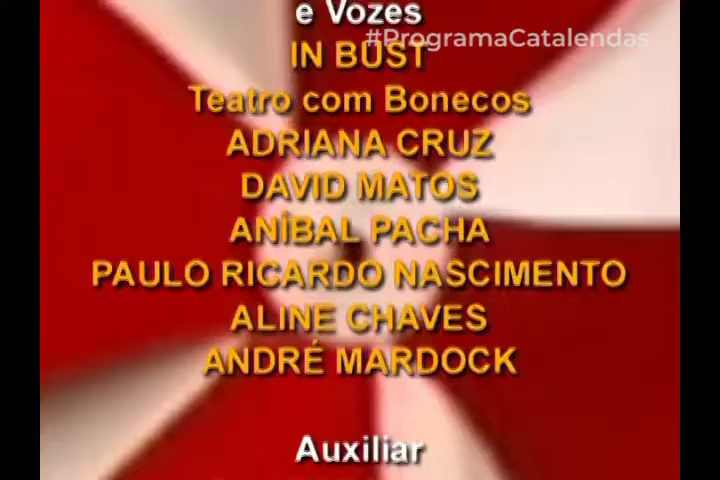 e Vozes
#ProgramaCatalendas
IN BUST
Teatro com Bonecos
ADRIANA CRUZ
DAVID MATOS
ANÍBAL PACHA
PAULO RICARDO NASCIMENTO
ALINE CHAVES
ANDRÉ MARDOCK
Auxiliar